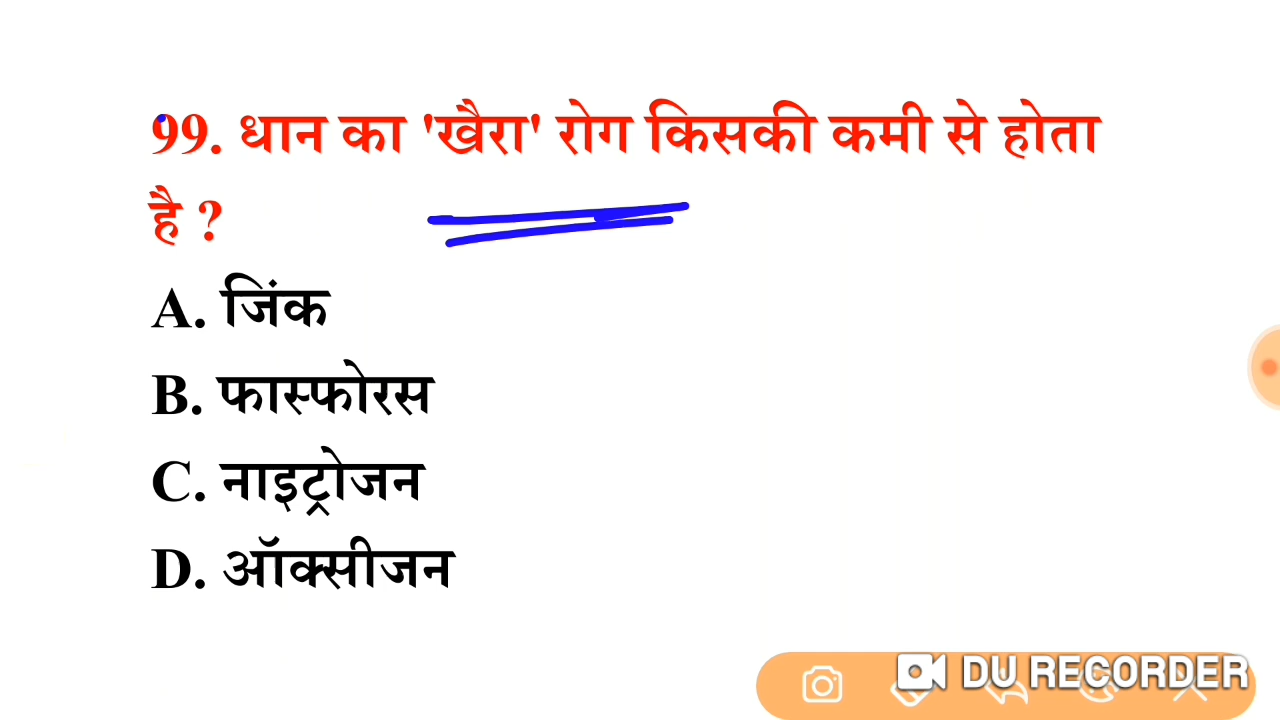 99. धान का 'खैरा' रोग किसकी कमी से होता
है ?
A. जिंक
B. फास्फोरस
C. नाइट्रोजन
D. ऑक्सीजन
DU RECORDER